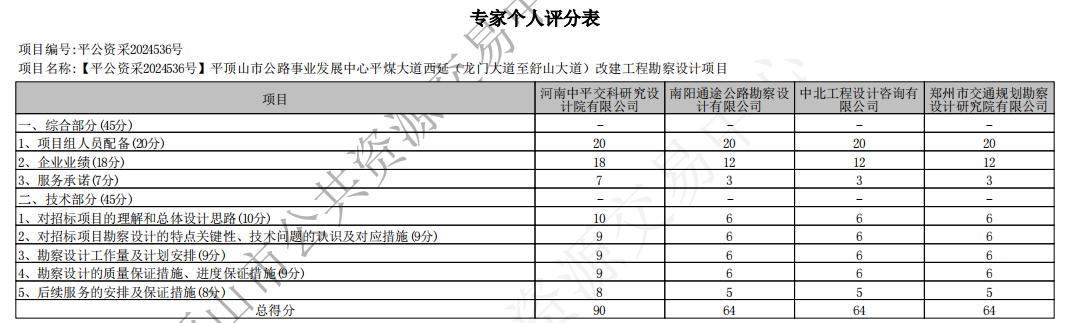 专家个人评分表
项目编号:平公资采2024536号
项目名称:【平公资采2024536号】平顶山市公路事业发展中心平煤大道西延（龙门大道至舒山大道）改建工程勘察设计项目
项目 河南中平交科研究设计院有限公司 南阳通途公路勘察设计有限公司 中北工程设计咨询有限公司 郑州市交通规划勘察设计研究院有限公司
一、综合部分(45分) - - - -
1、项目组人员配备(20分) 20 20 20 20
2、企业业绩(18分) 18 12 12 12
3、服务承诺(7分) 7 3 3 3
二、技术部分(45分) - - - -
1、对招标项目的理解和总体设计思路(10分) 10 6 6 6
2、对招标项目勘察设计的特点关键性、技术问题的认识及对应措施(9分) 9 6 6 6
3、勘察设计工作量及计划安排(9分) 9 6 6 6
4、勘察设计的质量保证措施、进度保证措施(9分) 9 6 6 6
5、后续服务的安排及保证措施(8分) 8 5 5 5
总得分 90 64 64 64